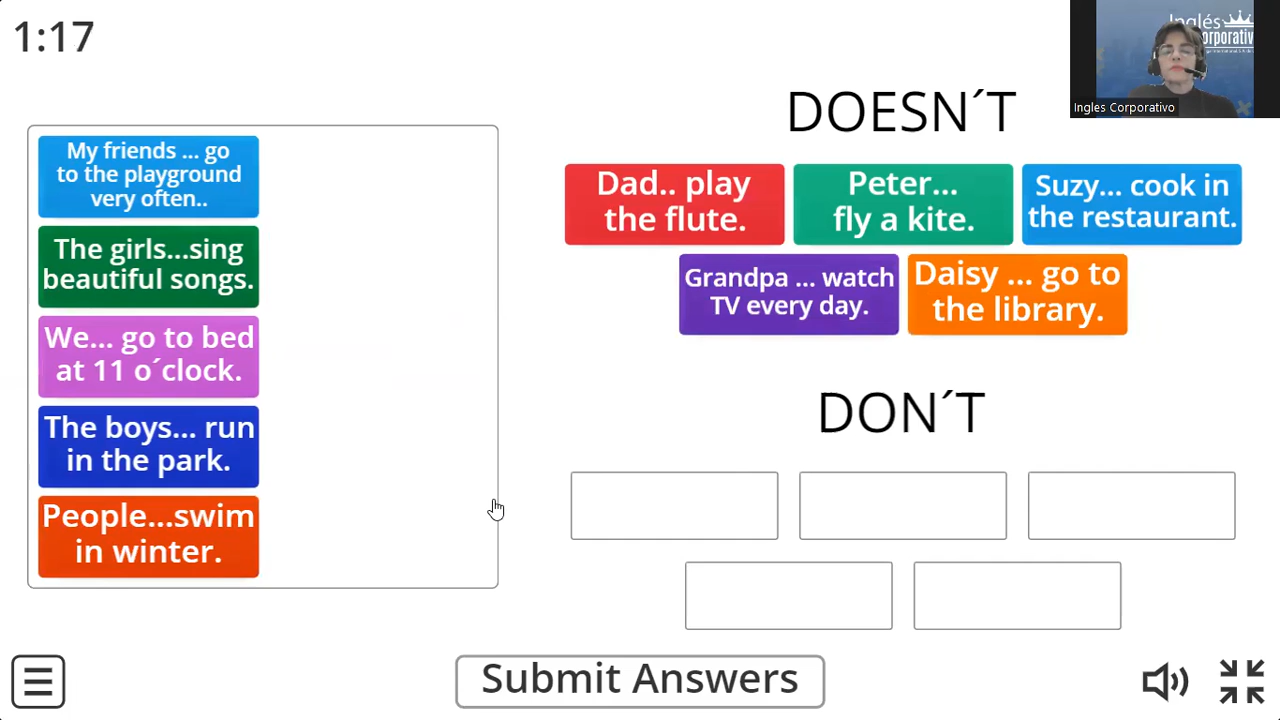 1:17
Inglés
Corporativo
Ingles Corporativo
DOESN´T
My friends ... go
to the playground
very often..
The girls...sing
beautiful songs.
We... go to bed
at 11 o´clock.
The boys... run
in the park.
People...swim
in winter.
Dad.. play
the flute.
Peter...
fly a kite.
Suzy... cook in
the restaurant.
Grandpa ... watch
TV every day.
Daisy ... go to
the library.
DON´T
Submit Answers